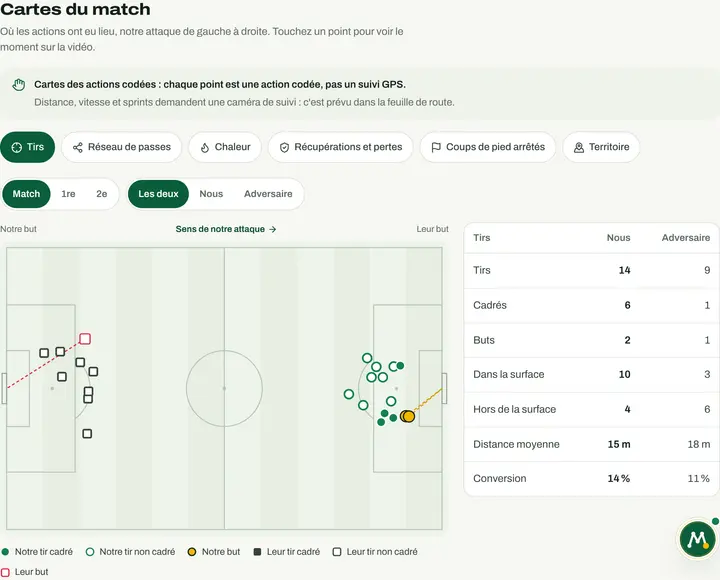 Cartes du match
Où les actions ont eu lieu, notre attaque de gauche à droite. Touchez un point pour voir le
moment sur la vidéo.
Cartes des actions codées : chaque point est une action codée, pas un suivi GPS.
Distance, vitesse et sprints demandent une caméra de suivi : c'est prévu dans la feuille de route.
Tirs
Réseau de passes
Chaleur
Récupérations et pertes
Coups de pied arrêtés
Territoire
Match 1re 2e
Les deux Nous Adversaire
Notre but
Sens de notre attaque →
Leur but
Tirs Nous Adversaire
Tirs 14 9
Cadrés 6 1
Buts 2 1
Dans la surface 10 3
Hors de la surface 4 6
Distance moyenne 15 m 18 m
Conversion 14 % 11 %
Notre tir cadré
Notre tir non cadré
Notre but
Leur tir cadré
Leur tir non cadré
Leur but
M